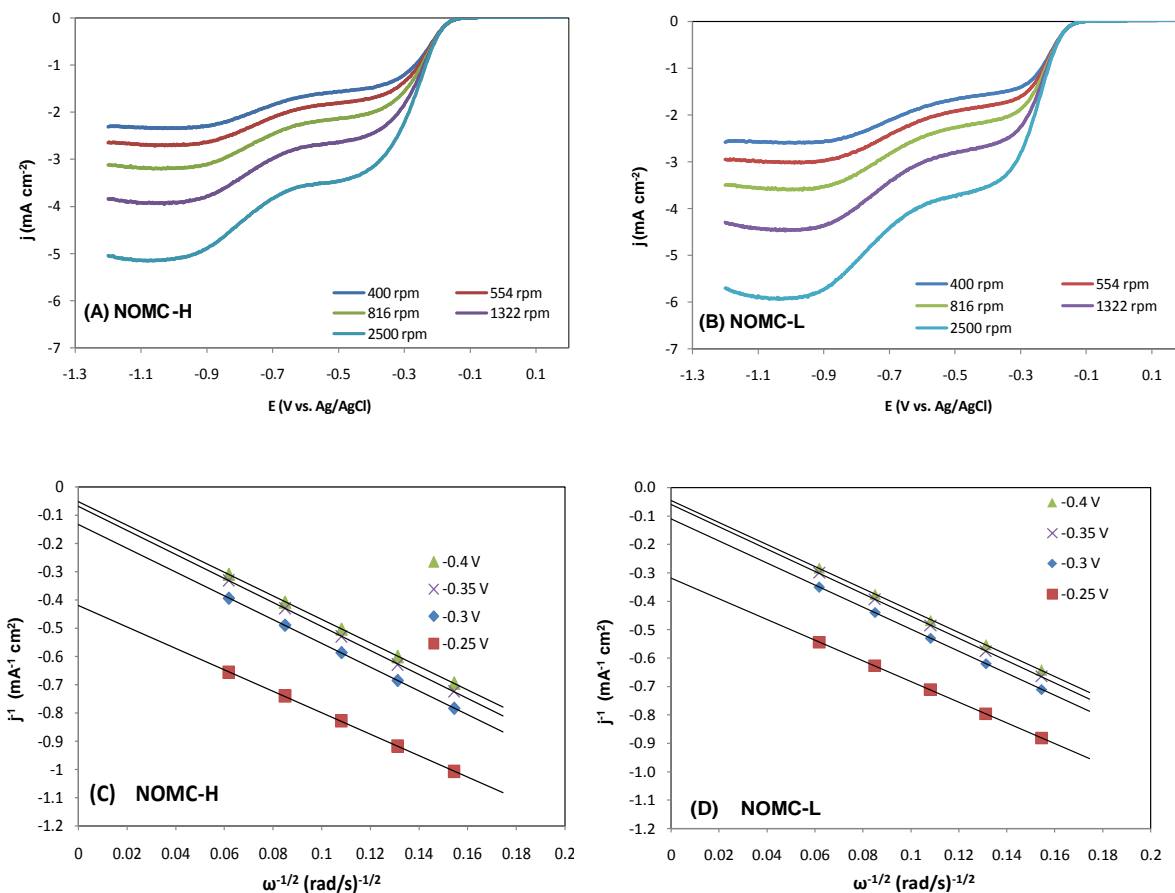 0
-1
-2
-3
-4
-5
-6
-7
j (mA cm-2)
-1.3 -1.1 -0.9 -0.7 -0.5 -0.3 -0.1 0.1
E (V vs. Ag/AgCl)
400 rpm 554 rpm
816 rpm 1322 rpm
2500 rpm
(A) NOMC-H
0
-1
-2
-3
-4
-5
-6
-7
j (mA cm-2)
-1.3 -1.1 -0.9 -0.7 -0.5 -0.3 -0.1 0.1
E (V vs. Ag/AgCl)
400 rpm 554 rpm
816 rpm 1322 rpm
2500 rpm
(B) NOMC-L
0
-0.1
-0.2
-0.3
-0.4
-0.5
-0.6
-0.7
-0.8
-0.9
-1
-1.1
-1.2
j-1 (mA-1 cm2)
0 0.02 0.04 0.06 0.08 0.1 0.12 0.14 0.16 0.18 0.2
ω-1/2 (rad/s)-1/2
-0.4 V
-0.35 V
-0.3 V
-0.25 V
(C) NOMC-H
0.0
-0.1
-0.2
-0.3
-0.4
-0.5
-0.6
-0.7
-0.8
-0.9
-1.0
-1.1
-1.2
j-1 (mA-1 cm2)
0 0.02 0.04 0.06 0.08 0.1 0.12 0.14 0.16 0.18 0.2
ω-1/2 (rad/s)-1/2
-0.4 V
-0.35 V
-0.3 V
-0.25 V
(D) NOMC-L